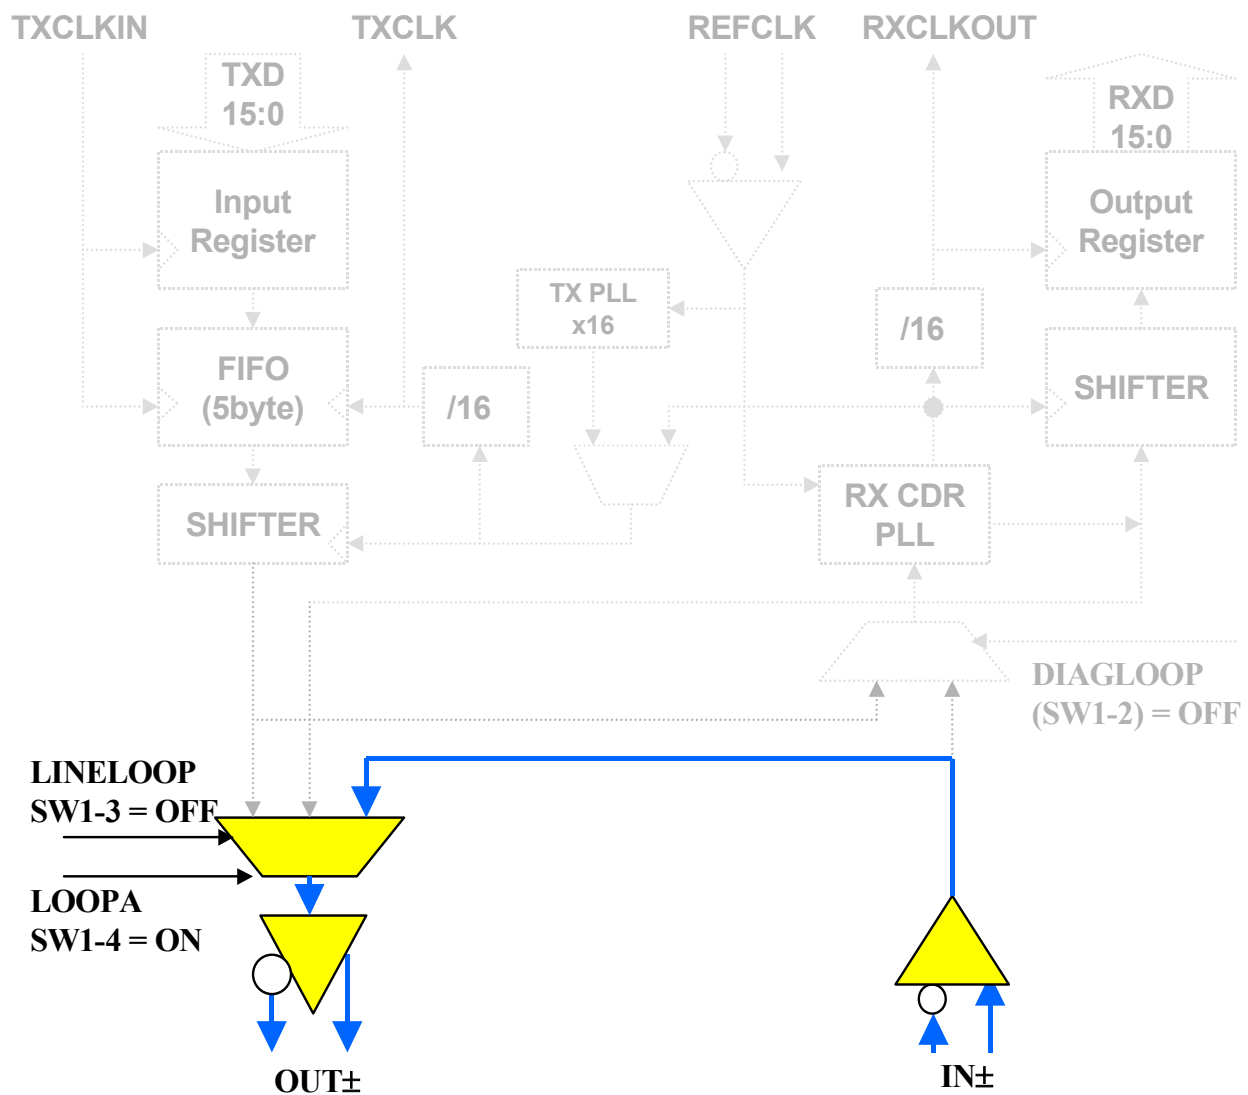 TXCLKIN
TXCLK
REFCLK
RXCLKOUT
TXD
15:0
RXD
15:0
Input
Register
Output
Register
TX PLL
x16
/16
FIFO
(5byte)
/16
SHIFTER
SHIFTER
RX CDR
PLL
DIAGLOOP
(SW1-2) = OFF
LINELOOP
SW1-3 = OFF
LOOPA
SW1-4 = ON
OUT±
IN±